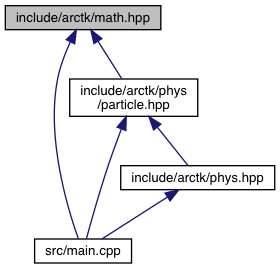 include/arctk/math.hpp
include/arctk/phys
/particle.hpp
include/arctk/phys.hpp
src/main.cpp